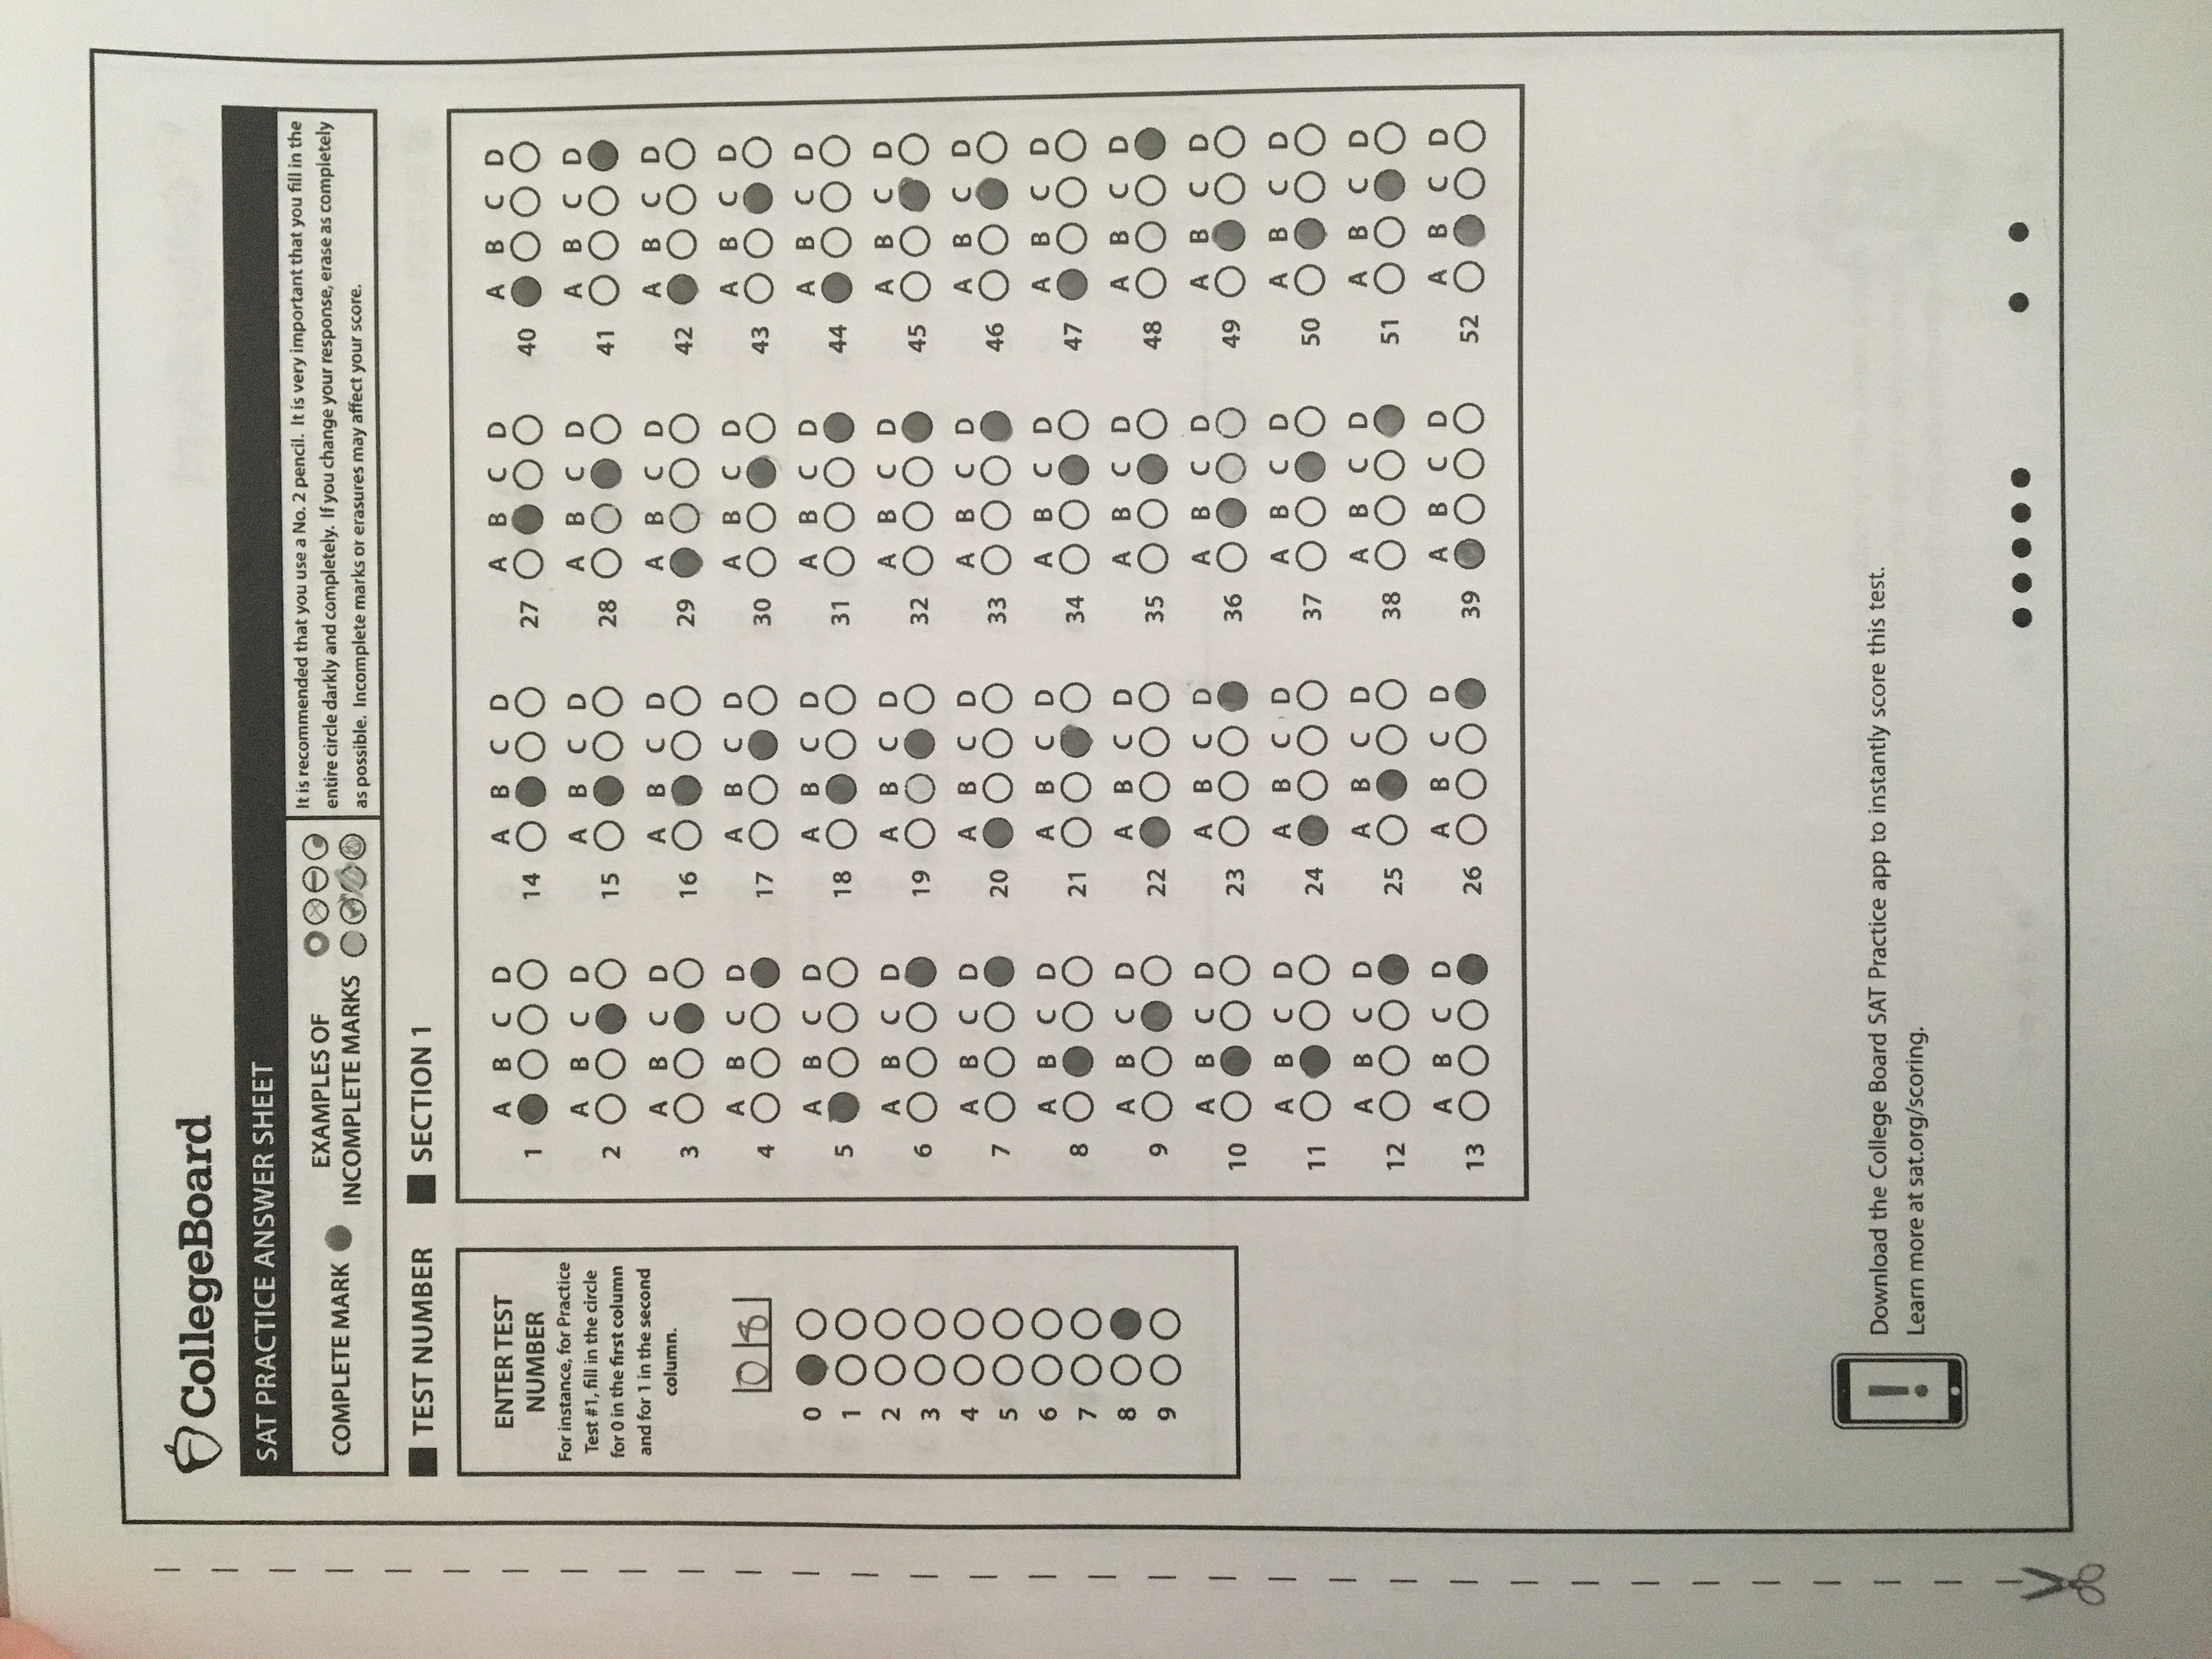 CollegeBoard
SAT PRACTICE ANSWER SHEET
COMPLETE MARK
EXAMPLES OF
INCOMPLETE MARKS
It is recommended that you use a No. 2 pencil. It is very important that you fill in the
entire circle darkly and completely. If you change your response, erase as completely
as possible. Incomplete marks or erasures may affect your score.
TEST NUMBER
ENTER TEST
NUMBER
For instance, for Practice
Test #1, fill in the circle
for 0 in the first column
and for 1 in the second
column.
0 8
0
1
2
3
4
5
6
7
8
9
SECTION 1
A B C D
1
A B C D
2
A B C D
3
A B C D
4
A B C D
5
A B C D
6
A B C D
7
A B C D
8
A B C D
9
A B C D
10
A B C D
11
A B C D
12
A B C D
13
A B C D
14
A B C D
15
A B C D
16
A B C D
17
A B C D
18
A B C D
19
A B C D
20
A B C D
21
A B C D
22
A B C D
23
A B C D
24
A B C D
25
A B C D
26
A B C D
27
A B C D
28
A B C D
29
A B C D
30
A B C D
31
A B C D
32
A B C D
33
A B C D
34
A B C D
35
A B C D
36
A B C D
37
A B C D
38
A B C D
39
A B C D
40
A B C D
41
A B C D
42
A B C D
43
A B C D
44
A B C D
45
A B C D
46
A B C D
47
A B C D
48
A B C D
49
A B C D
50
A B C D
51
A B C D
52
!
Download the College Board SAT Practice app to instantly score this test.
Learn more at sat.org/scoring.